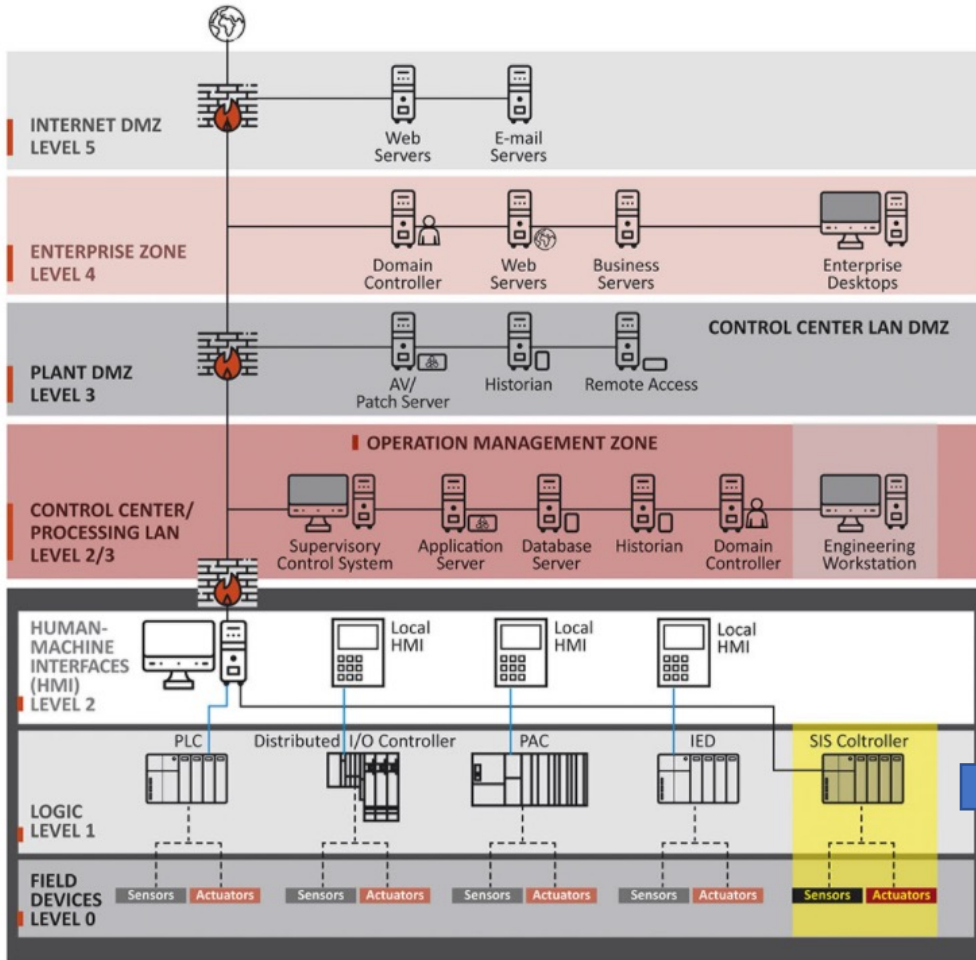 INTERNET DMZ
LEVEL 5
Web
Servers
E-mail
Servers
ENTERPRISE ZONE
LEVEL 4
Domain
Controller
Web
Servers
Business
Servers
Enterprise
Desktops
CONTROL CENTER LAN DMZ
PLANT DMZ
LEVEL 3
AV/
Patch Server
Historian
Remote Access
OPERATION MANAGEMENT ZONE
CONTROL CENTER/
PROCESSING LAN
LEVEL 2/3
Supervisory
Control System
Application
Server
Database
Server
Historian
Domain
Controller
Engineering
Workstation
HUMAN-
MACHINE
INTERFACES
(HMI)
LEVEL 2
Local
HMI
Local
HMI
Local
HMI
PLC
Distributed I/O Controller
PAC
IED
SIS Coltroller
LOGIC
LEVEL 1
FIELD
DEVICES
LEVEL 0
Sensors
Actuators
Sensors
Actuators
Sensors
Actuators
Sensors
Actuators
Sensors
Actuators